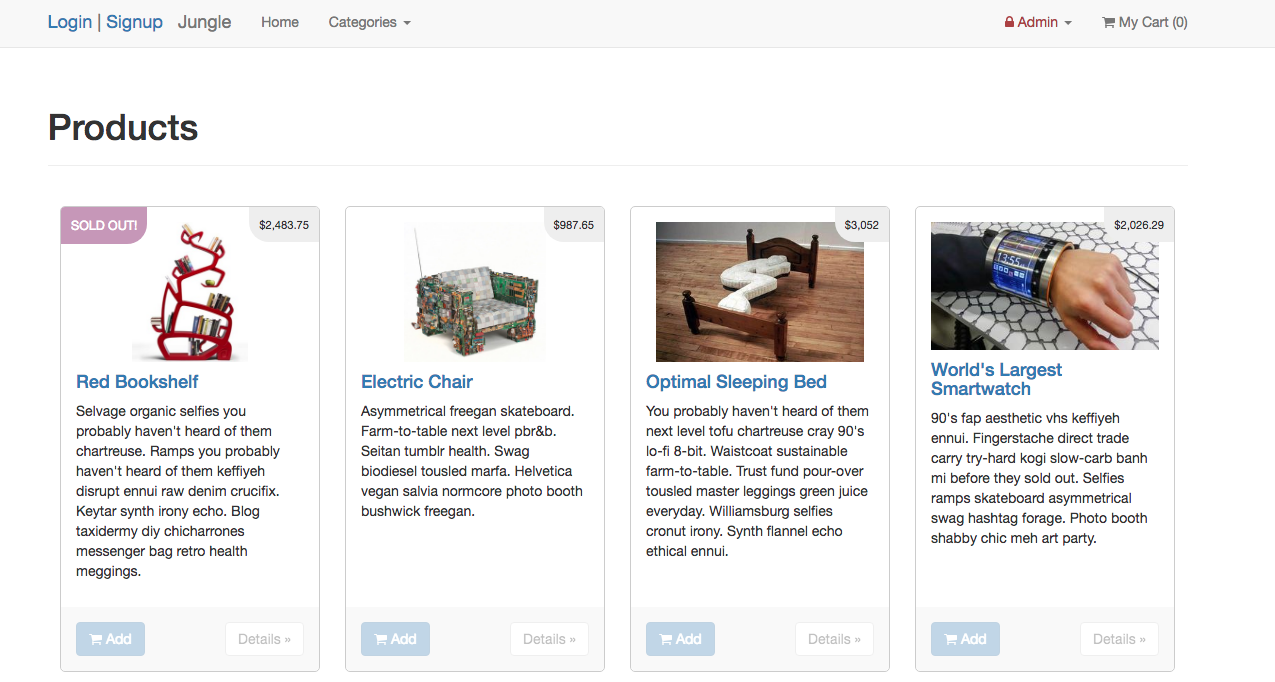 Login | Signup Jungle Home Categories Admin My Cart (0)
Products
SOLD OUT!
$2,483.75
Red Bookshelf
Selvage organic selfies you
probably haven't heard of them
chartreuse. Ramps you probably
haven't heard of them keffiyeh
disrupt ennui raw denim crucifix.
Keytar synth irony echo. Blog
taxidermy diy chicharrones
messenger bag retro health
meggings.
Add
Details »
$987.65
Electric Chair
Asymmetrical freegan skateboard.
Farm-to-table next level pbr&b.
Seitan tumblr health. Swag
biodiesel tousled marfa. Helvetica
vegan salvia normcore photo booth
bushwick freegan.
Add
Details »
$3,052
Optimal Sleeping Bed
You probably haven't heard of them
next level tofu chartreuse cray 90's
lo-fi 8-bit. Waistcoat sustainable
farm-to-table. Trust fund pour-over
tousled master leggings green juice
everyday. Williamsburg selfies
cronut irony. Synth flannel echo
ethical ennui.
Add
Details »
$2,026.29
13:55
World's Largest
Smartwatch
90's fap aesthetic vhs keffiyeh
ennui. Fingerstache direct trade
carry try-hard kogi slow-carb banh
mi before they sold out. Selfies
ramps skateboard asymmetrical
swag hashtag forage. Photo booth
shabby chic meh art party.
Add
Details »